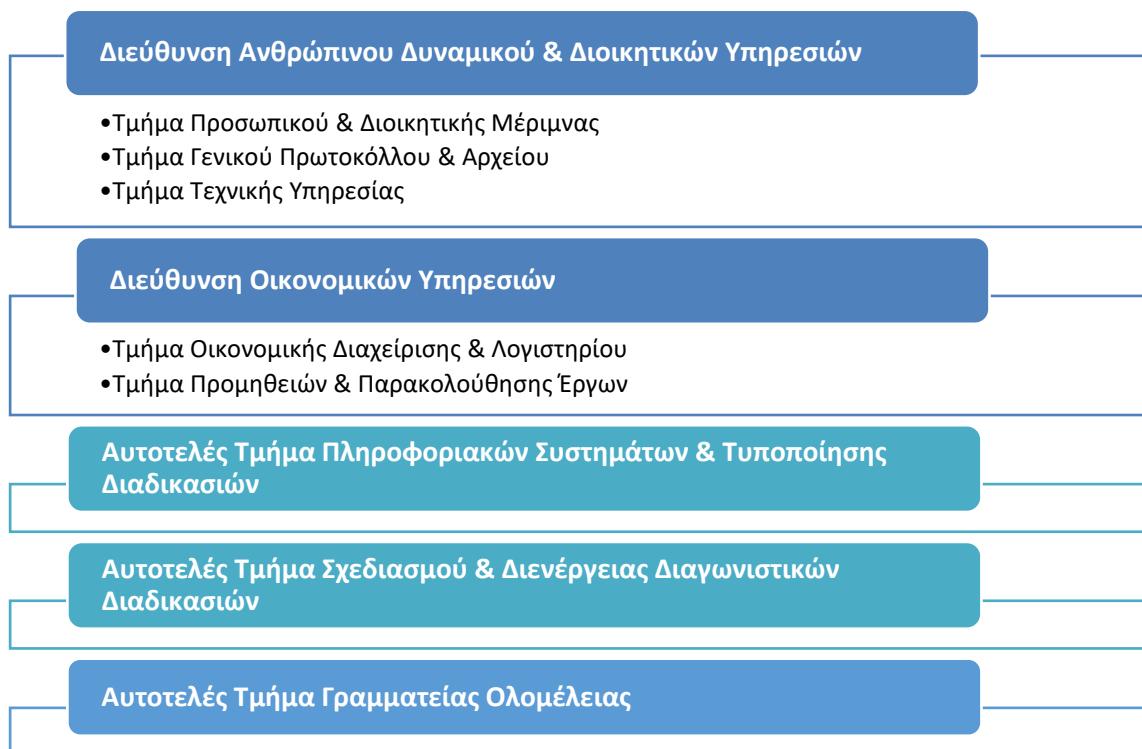 Διεύθυνση Ανθρώπινου Δυναμικού & Διοικητικών Υπηρεσιών
•Τμήμα Προσωπικού & Διοικητικής Μέριμνας
•Τμήμα Γενικού Πρωτοκόλλου & Αρχείου
•Τμήμα Τεχνικής Υπηρεσίας
Διεύθυνση Οικονομικών Υπηρεσιών
•Τμήμα Οικονομικής Διαχείρισης & Λογιστηρίου
•Τμήμα Προμηθειών & Παρακολούθησης Έργων
Αυτοτελές Τμήμα Πληροφοριακών Συστημάτων & Τυποποίησης
Διαδικασιών
Αυτοτελές Τμήμα Σχεδιασμού & Διενέργειας Διαγωνιστικών
Διαδικασιών
Αυτοτελές Τμήμα Γραμματείας Ολομέλειας